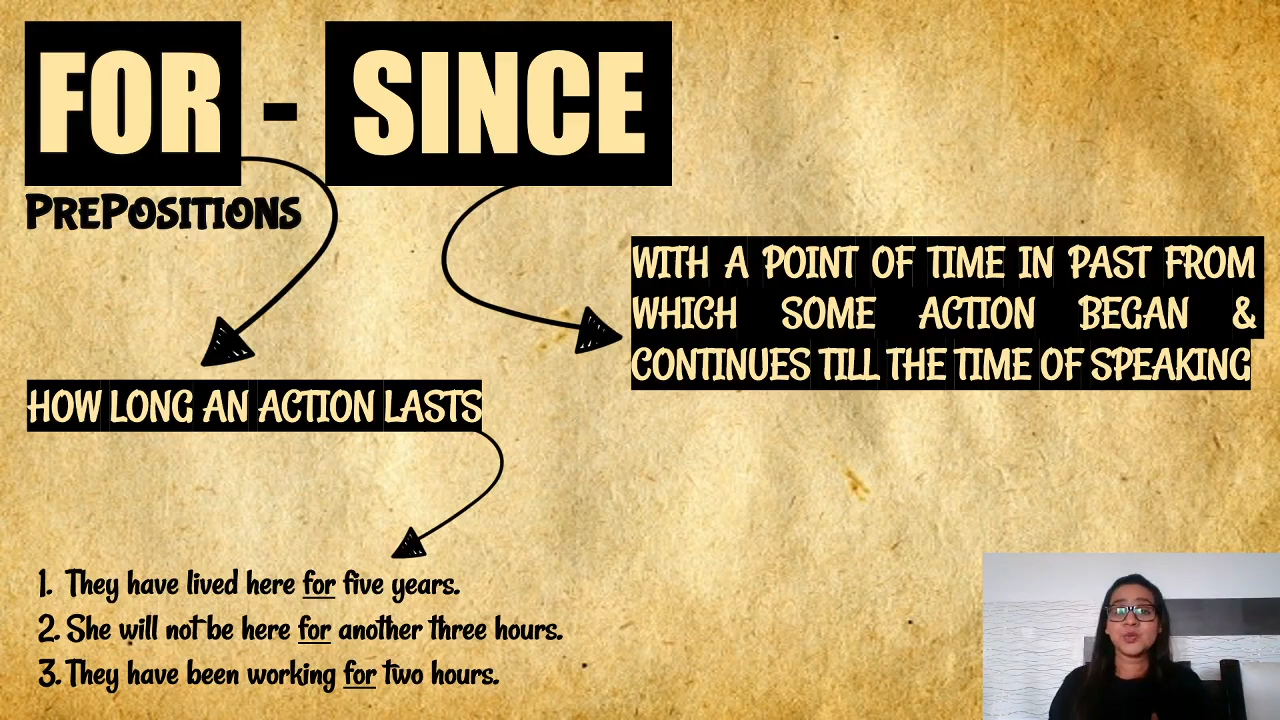 FOR - SINCE
PREPOSITIONS
WITH A POINT OF TIME IN PAST FROM
WHICH SOME ACTION BEGAN &
CONTINUES TILL THE TIME OF SPEAKING
HOW LONG AN ACTION LASTS
1. They have lived here for five years.
2. She will not be here for another three hours.
3. They have been working for two hours.